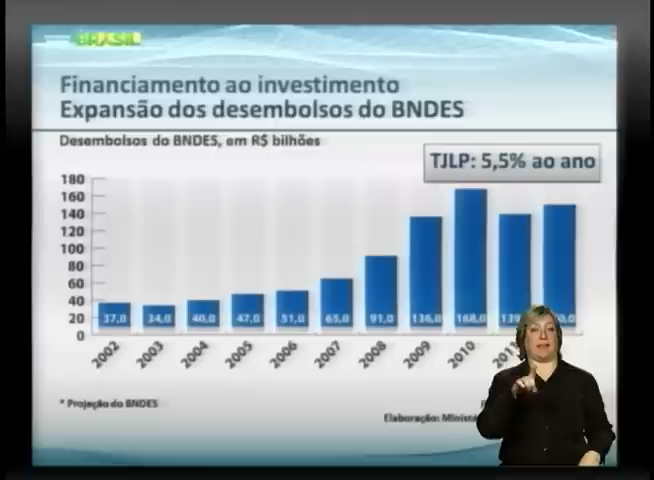 BRASIL
Financiamento ao investimento
Expansão dos desembolsos do BNDES
Desembolsos do BNDES, em R$ bilhões
TJLP: 5,5% ao ano
180
160
140
120
100
80
60
40
20
0
37,0 34,0 40,0 47,0 51,0 65,0 91,0 136,0 168,0 139
2002 2003 2004 2005 2006 2007 2008 2009 2010
* Projeção do BNDES
Elaboração: